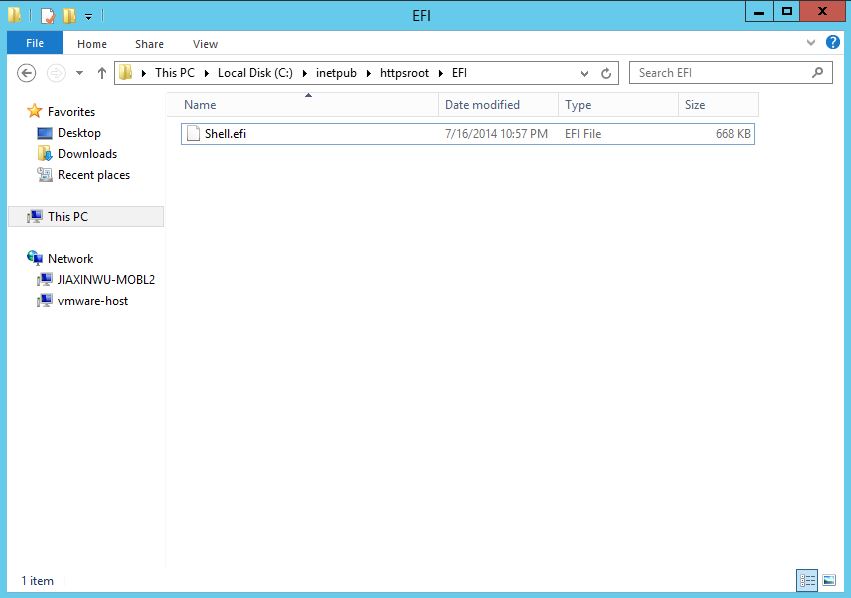 EFI
File Home Share View
This PC Local Disk (C:) inetpub httpsroot EFI Search EFI
Favorites
Desktop
Downloads
Recent places
This PC
Network
JIAXINWU-MOBL2
vmware-host
Name Date modified Type Size
Shell.efi 7/16/2014 10:57 PM EFI File 668 KB
1 item